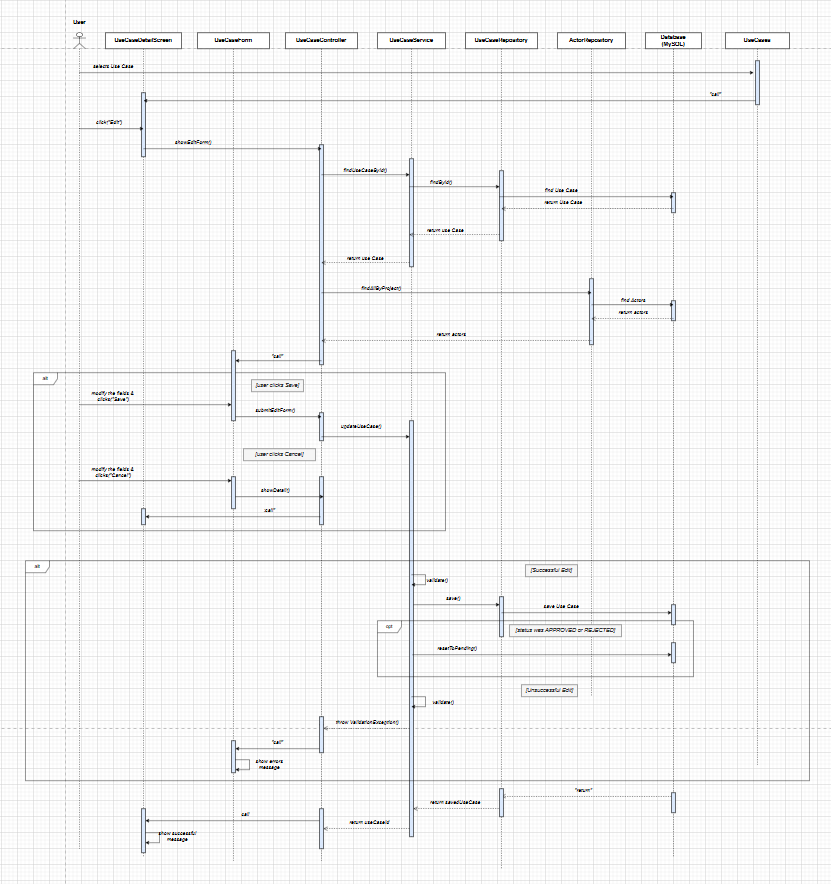 User
UseCaseDetailScreen
UseCaseForm
UseCaseController
UseCaseService
UseCaseRepository
ActorRepository
Database
(MySQL)
UseCases
selects Use Case
"call"
click("Edit")
showEditForm()
findUseCaseById()
findById()
find Use Case
return Use Case
return use Case
return use Case
findAllByProject()
find Actors
return actors
return actors
"call"
alt
[user clicks Save]
modify the fields &
clicks("Save")
submitEditForm()
updateUseCase()
[user clicks Cancel]
modify the fields &
clicks("Cancel")
showDetail()
call"
alt
[Successful Edit]
validate()
save()
save Use Case
opt
[status was APPROVED or REJECTED]
resetToPending()
[Unsuccessful Edit]
validate()
throw ValidationException()
"call"
show errors
message
"return"
return savedUseCase
call
return useCaseId
show successful
message